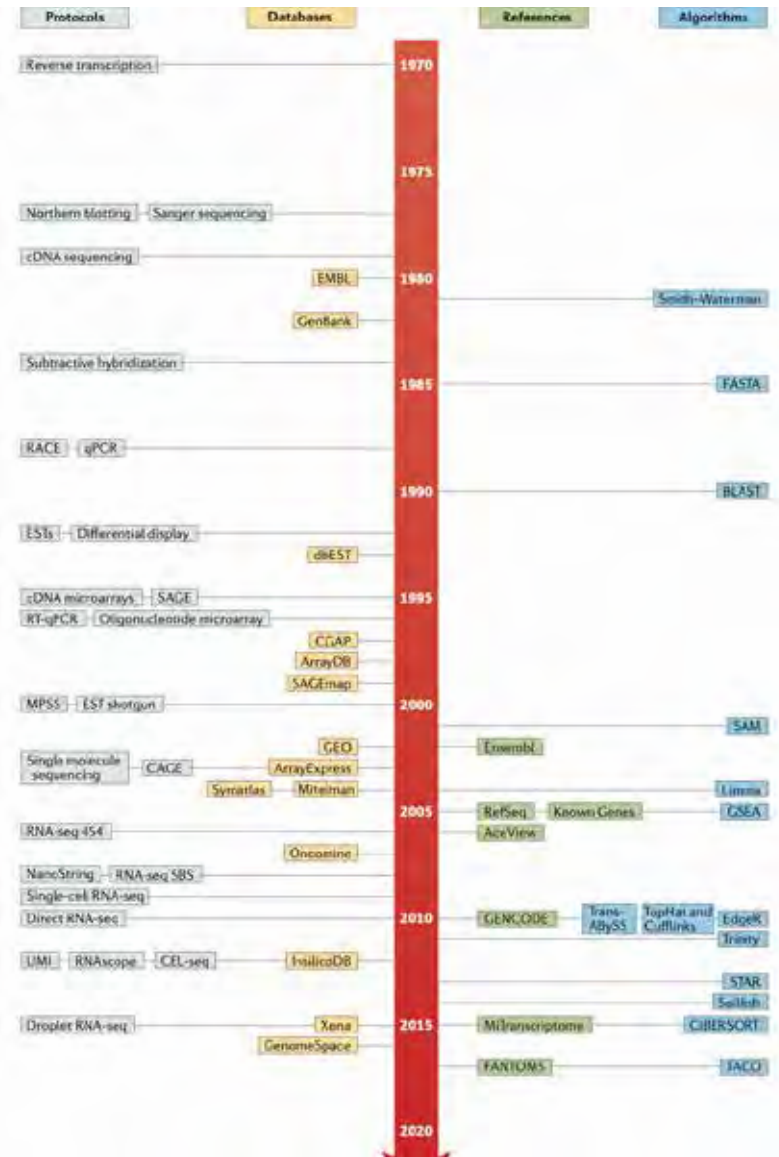 Protocols Databases References Algorithms
Reverse transcription 1970
1975
Northern blotting Sanger sequencing
cDNA sequencing
EMBL 1980
Smith-Waterman
GenBank
Subtractive hybridization
1985 FASTA
RACE qPCR
1990 BLAST
ESTs Differential display
dbEST
cDNA microarrays SAGE 1995
RT-qPCR Oligonucleotide microarray
CGAP
ArrayDB
SAGEmap
MPSS EST shotgun 2000
SAM
GEO Ensembl
Single molecule
sequencing CAGE ArrayExpress
Symatlas Mitelman Limma
2005 RefSeq Known Genes GSEA
RNA-seq 454 AceView
Oncomine
NanoString RNA-seq SBS
Single-cell RNA-seq
Direct RNA-seq 2010 GENCODE Trans-
ABySS TopHat and
Cufflinks EdgeR
Trinity
UMI RNAscope CEL-seq InsilicoDB
STAR
Sailfish
Droplet RNA-seq Xena 2015 MiTranscriptome CIBERSORT
GenomeSpace
FANTOM5 TACO
2020